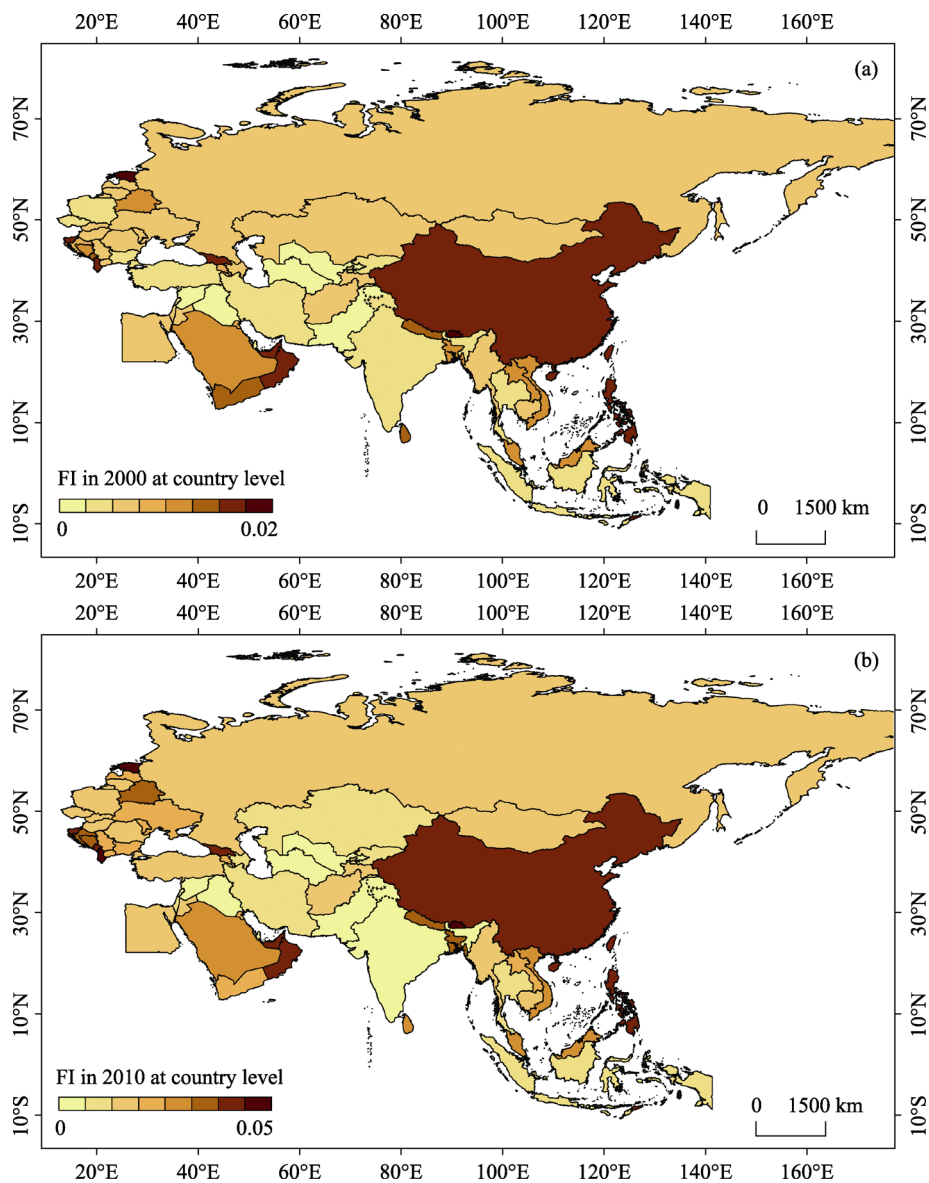 20°E 40°E 60°E 80°E 100°E 120°E 140°E 160°E
(a)
70°N 70°N
50°N 50°N
30°N 30°N
10°N 10°N
FI in 2000 at country level
0 0.02
0 1500 km
10°S 10°S
20°E 40°E 60°E 80°E 100°E 120°E 140°E 160°E
20°E 40°E 60°E 80°E 100°E 120°E 140°E 160°E
(b)
70°N 70°N
50°N 50°N
30°N 30°N
10°N 10°N
FI in 2010 at country level
0 0.05
0 1500 km
10°S 10°S
20°E 40°E 60°E 80°E 100°E 120°E 140°E 160°E